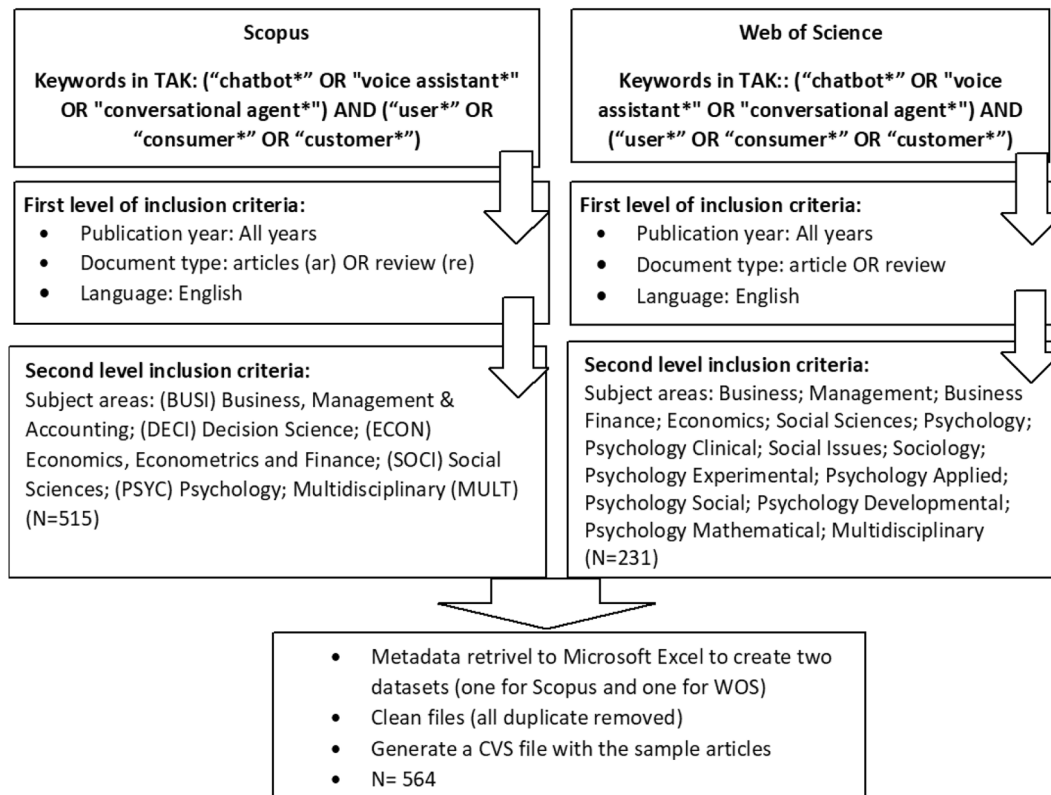 Scopus
Keywords in TAK: (“chatbot*” OR "voice assistant*"
OR "conversational agent*") AND (“user*” OR
“consumer*” OR “customer*”)
Web of Science
Keywords in TAK:: (“chatbot*” OR "voice
assistant*" OR "conversational agent*") AND
(“user*” OR “consumer*” OR “customer*”)
First level of inclusion criteria:
• Publication year: All years
• Document type: articles (ar) OR review (re)
• Language: English
First level of inclusion criteria:
• Publication year: All years
• Document type: article OR review
• Language: English
Second level inclusion criteria:
Subject areas: (BUSI) Business, Management &
Accounting; (DECI) Decision Science; (ECON)
Economics, Econometrics and Finance; (SOCI) Social
Sciences; (PSYC) Psychology; Multidisciplinary (MULT)
(N=515)
Second level inclusion criteria:
Subject areas: Business; Management; Business
Finance; Economics; Social Sciences; Psychology;
Psychology Clinical; Social Issues; Sociology;
Psychology Experimental; Psychology Applied;
Psychology Social; Psychology Developmental;
Psychology Mathematical; Multidisciplinary
(N=231)
• Metadata retrivel to Microsoft Excel to create two
datasets (one for Scopus and one for WOS)
• Clean files (all duplicate removed)
• Generate a CVS file with the sample articles
• N= 564